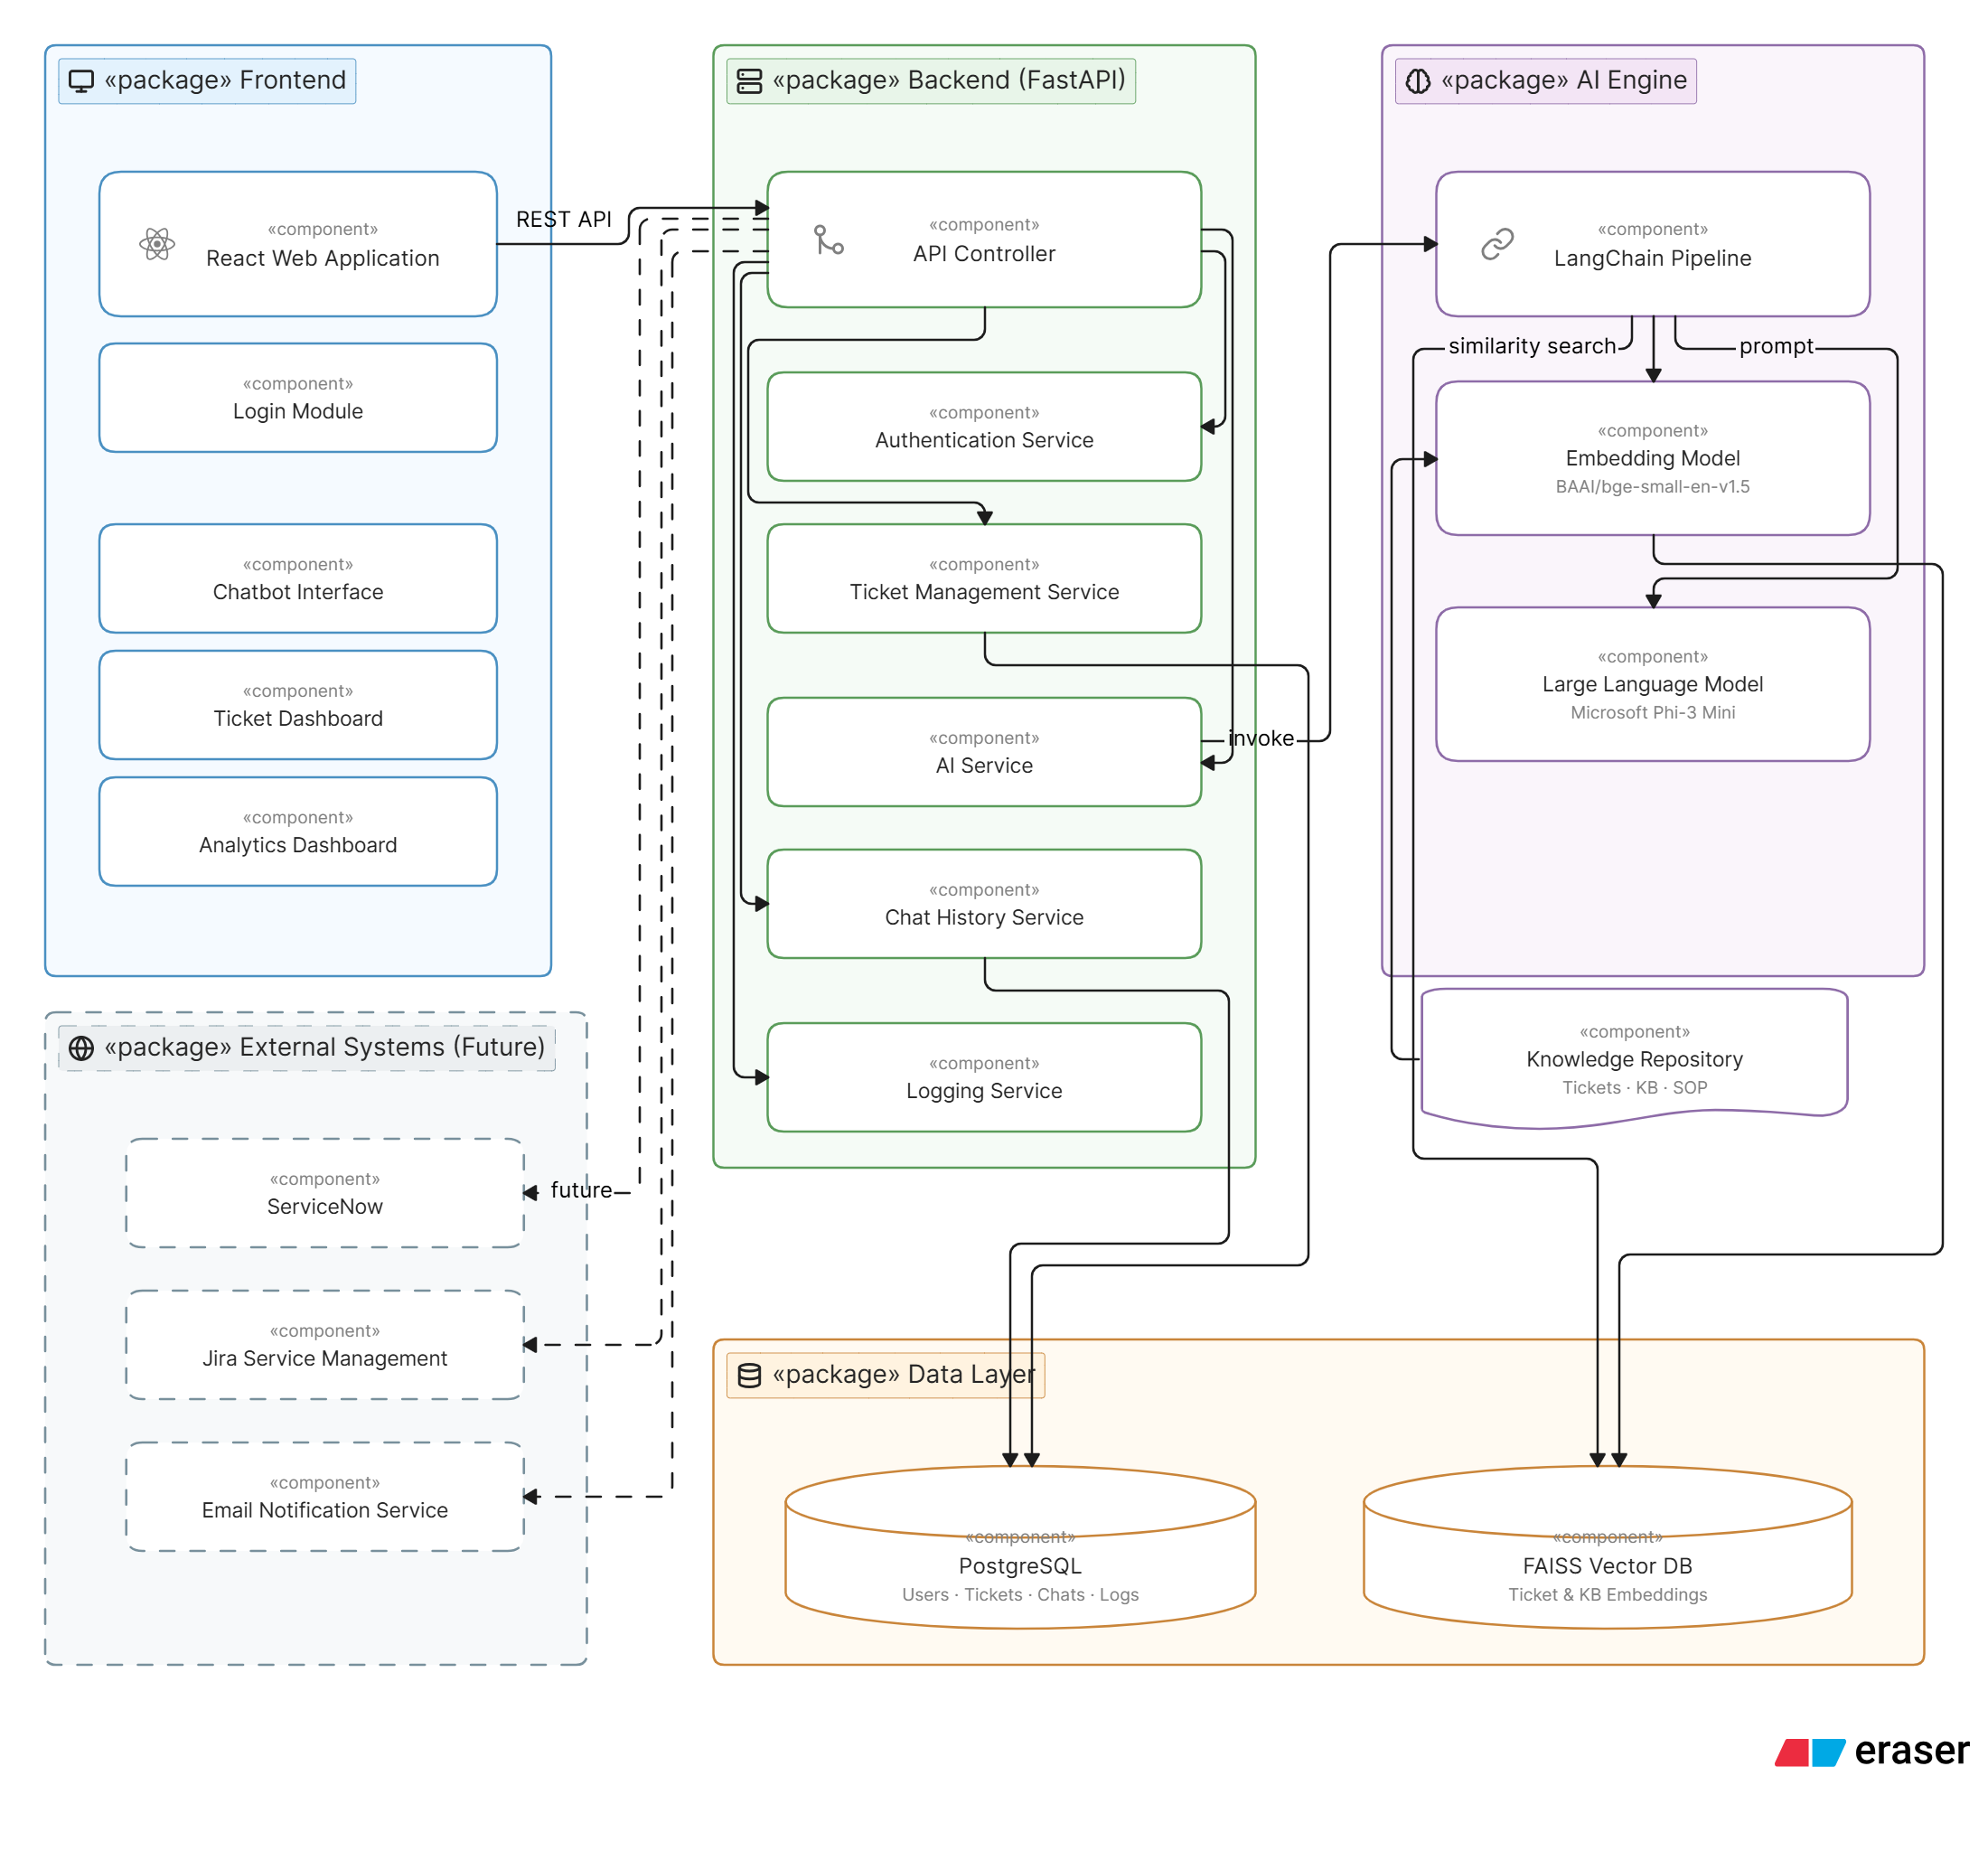 «package» Frontend
«component»
React Web Application
«component»
Login Module
«component»
Chatbot Interface
«component»
Ticket Dashboard
«component»
Analytics Dashboard
REST API
«package» Backend (FastAPI)
«component»
API Controller
«component»
Authentication Service
«component»
Ticket Management Service
«component»
AI Service
invoke
«component»
Chat History Service
«component»
Logging Service
«package» AI Engine
«component»
LangChain Pipeline
similarity search
prompt
«component»
Embedding Model
BAAI/bge-small-en-v1.5
«component»
Large Language Model
Microsoft Phi-3 Mini
«component»
Knowledge Repository
Tickets · KB · SOP
«package» External Systems (Future)
«component»
ServiceNow
future
«component»
Jira Service Management
«component»
Email Notification Service
«package» Data Layer
«component»
PostgreSQL
Users · Tickets · Chats · Logs
«component»
FAISS Vector DB
Ticket & KB Embeddings
eraser